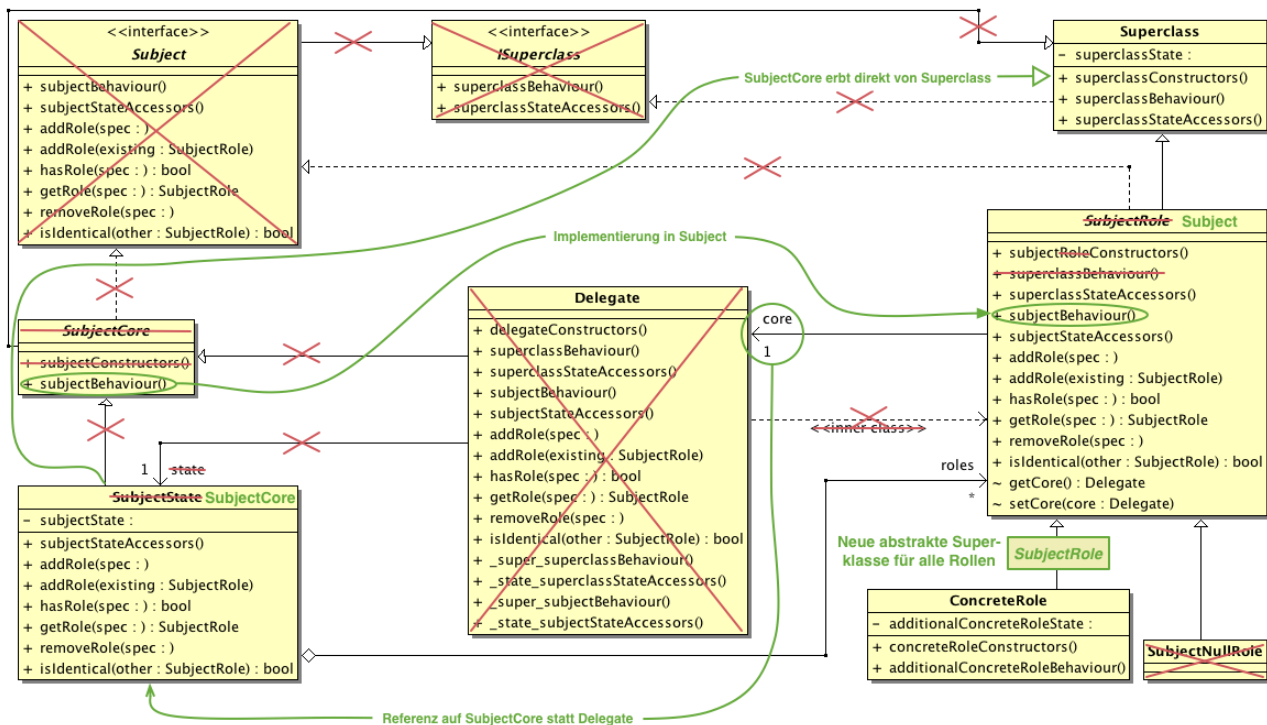 <<interface>>
Subject
+ subjectBehaviour()
+ subjectStateAccessors()
+ addRole(spec : )
+ addRole(existing : SubjectRole)
+ hasRole(spec : ) : bool
+ getRole(spec : ) : SubjectRole
+ removeRole(spec : )
+ isIdentical(other : SubjectRole) : bool
<<interface>>
ISuperclass
+ superclassBehaviour()
+ superclassStateAccessors()
Superclass
- superclassState :
+ superclassConstructors()
+ superclassBehaviour()
+ superclassStateAccessors()
SubjectCore erbt direkt von Superclass
Implementierung in Subject
SubjectRole Subject
+ subjectRoleConstructors()
+ superclassBehaviour()
+ superclassStateAccessors()
+ subjectBehaviour()
+ subjectStateAccessors()
+ addRole(spec : )
+ addRole(existing : SubjectRole)
+ hasRole(spec : ) : bool
+ getRole(spec : ) : SubjectRole
+ removeRole(spec : )
+ isIdentical(other : SubjectRole) : bool
~ getCore() : Delegate
~ setCore(core : Delegate)
SubjectCore
+ subjectConstructors()
+ subjectBehaviour()
Delegate
+ delegateConstructors()
+ superclassBehaviour()
+ superclassStateAccessors()
+ subjectBehaviour()
+ subjectStateAccessors()
+ addRole(spec : )
+ addRole(existing : SubjectRole)
+ hasRole(spec : ) : bool
+ getRole(spec : ) : SubjectRole
+ removeRole(spec : )
+ isIdentical(other : SubjectRole) : bool
+ _super_superclassBehaviour()
+ _state_superclassStateAccessors()
+ _super_subjectBehaviour()
+ _state_subjectStateAccessors()
core
1
<<inner class>>
1 state
roles
*
SubjectState SubjectCore
- subjectState :
+ subjectStateAccessors()
+ addRole(spec : )
+ addRole(existing : SubjectRole)
+ hasRole(spec : ) : bool
+ getRole(spec : ) : SubjectRole
+ removeRole(spec : )
+ isIdentical(other : SubjectRole) : bool
Neue abstrakte Super-
klasse für alle Rollen
SubjectRole
ConcreteRole
- additionalConcreteRoleState :
+ concreteRoleConstructors()
+ additionalConcreteRoleBehaviour()
SubjectNullRole
Referenz auf SubjectCore statt Delegate